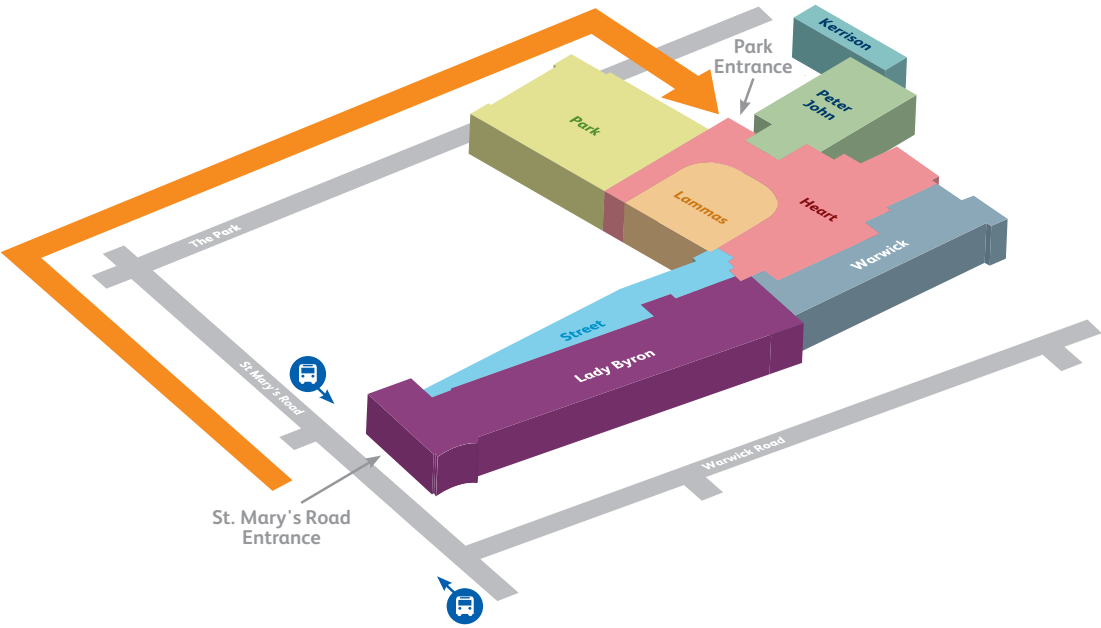 Kerrison
Park
Entrance
Peter
John
Park
Lammas
Heart
The Park
Warwick
Street
Lady Byron
St Mary's Road
Warwick Road
St. Mary's Road
Entrance